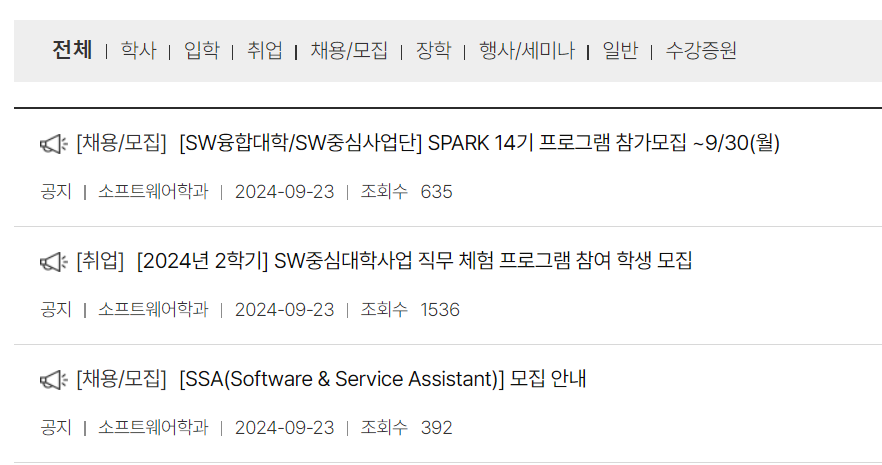 전체 | 학사 | 입학 | 취업 | 채용/모집 | 장학 | 행사/세미나 | 일반 | 수강증원
[채용/모집] [SW융합대학/SW중심사업단] SPARK 14기 프로그램 참가모집 ~9/30(월)
공지 | 소프트웨어학과 | 2024-09-23 | 조회수 635
[취업] [2024년 2학기] SW중심대학사업 직무 체험 프로그램 참여 학생 모집
공지 | 소프트웨어학과 | 2024-09-23 | 조회수 1536
[채용/모집] [SSA(Software & Service Assistant)] 모집 안내
공지 | 소프트웨어학과 | 2024-09-23 | 조회수 392